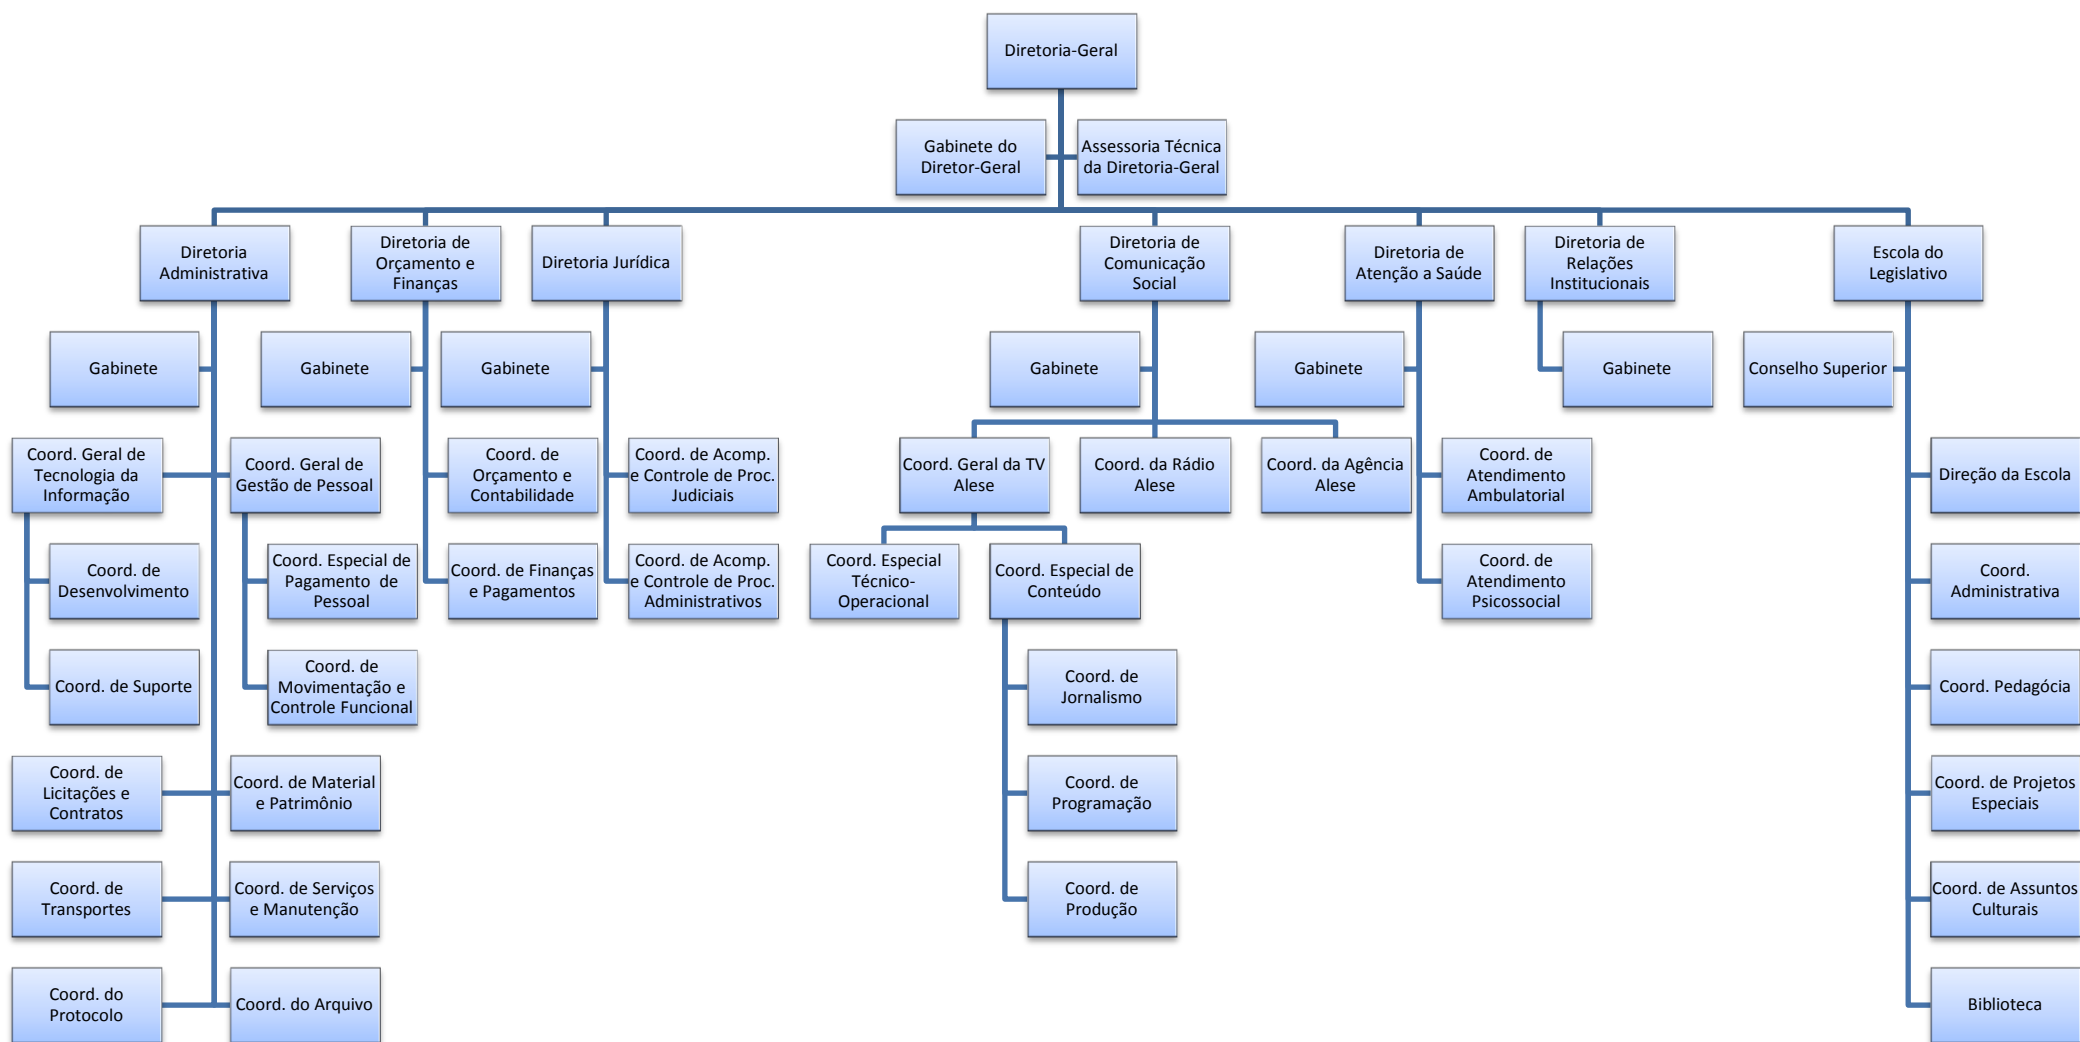 Diretoria-Geral
Gabinete do
Diretor-Geral
Assessoria Técnica
da Diretoria-Geral
Diretoria
Administrativa
Diretoria de
Orçamento e
Finanças
Diretoria Jurídica
Diretoria de
Comunicação
Social
Diretoria de
Atenção a Saúde
Diretoria de
Relações
Institucionais
Escola do
Legislativo
Gabinete
Gabinete
Gabinete
Gabinete
Gabinete
Gabinete
Conselho Superior
Coord. Geral de
Tecnologia da
Informação
Coord. Geral de
Gestão de Pessoal
Coord. de
Orçamento e
Contabilidade
Coord. de Acomp.
e Controle de Proc.
Judiciais
Coord. Geral da TV
Alese
Coord. da Rádio
Alese
Coord. da Agência
Alese
Coord. de
Atendimento
Ambulatorial
Direção da Escola
Coord. de
Desenvolvimento
Coord. Especial de
Pagamento de
Pessoal
Coord. de Finanças
e Pagamentos
Coord. de Acomp.
e Controle de Proc.
Administrativos
Coord. Especial
Técnico-
Operacional
Coord. Especial de
Conteúdo
Coord. de
Atendimento
Psicossocial
Coord.
Administrativa
Coord. de Suporte
Coord. de
Movimentação e
Controle Funcional
Coord. de
Jornalismo
Coord. Pedagócia
Coord. de
Licitações e
Contratos
Coord. de Material
e Patrimônio
Coord. de
Programação
Coord. de Projetos
Especiais
Coord. de
Transportes
Coord. de Serviços
e Manutenção
Coord. de
Produção
Coord. de Assuntos
Culturais
Coord. do
Protocolo
Coord. do Arquivo
Biblioteca